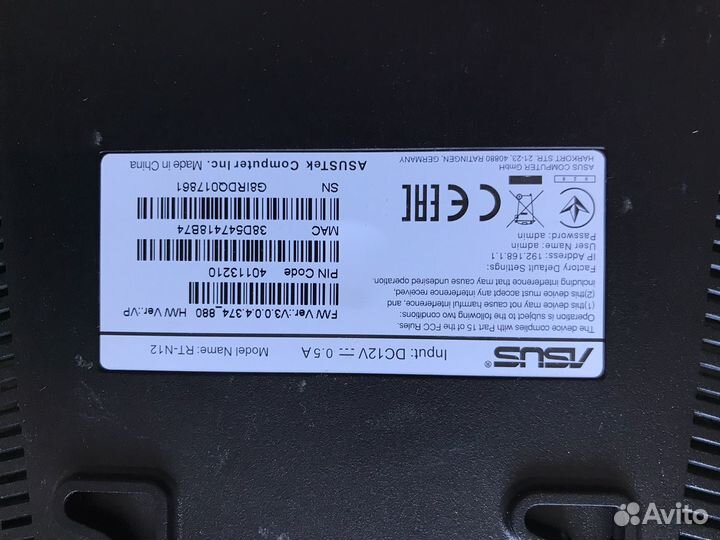 ASUS®
Input: DC12V ⎓ 0.5A
Model Name: RT-N12
The device complies with Part 15 of the FCC Rules.
Operation is subject to the following two conditions:
(1)this device may not cause harmful interference, and,
(2)this device must accept any interference received,
including interference that may cause undesired operation.
Factory Default Settings:
IP Address: 192.168.1.1
User Name: admin
Password: admin
ASUS COMPUTER GmbH
HARKORT STR. 21-23, 40880 RATINGEN, GERMANY
CE EAC
F/W Ver.:V3.0.0.4.374_880 H/W Ver.:VP
PIN Code 40113210
MAC 38D547418B74
SN G8IRDQ017861
ASUSTek Computer Inc. Made in China
Avito